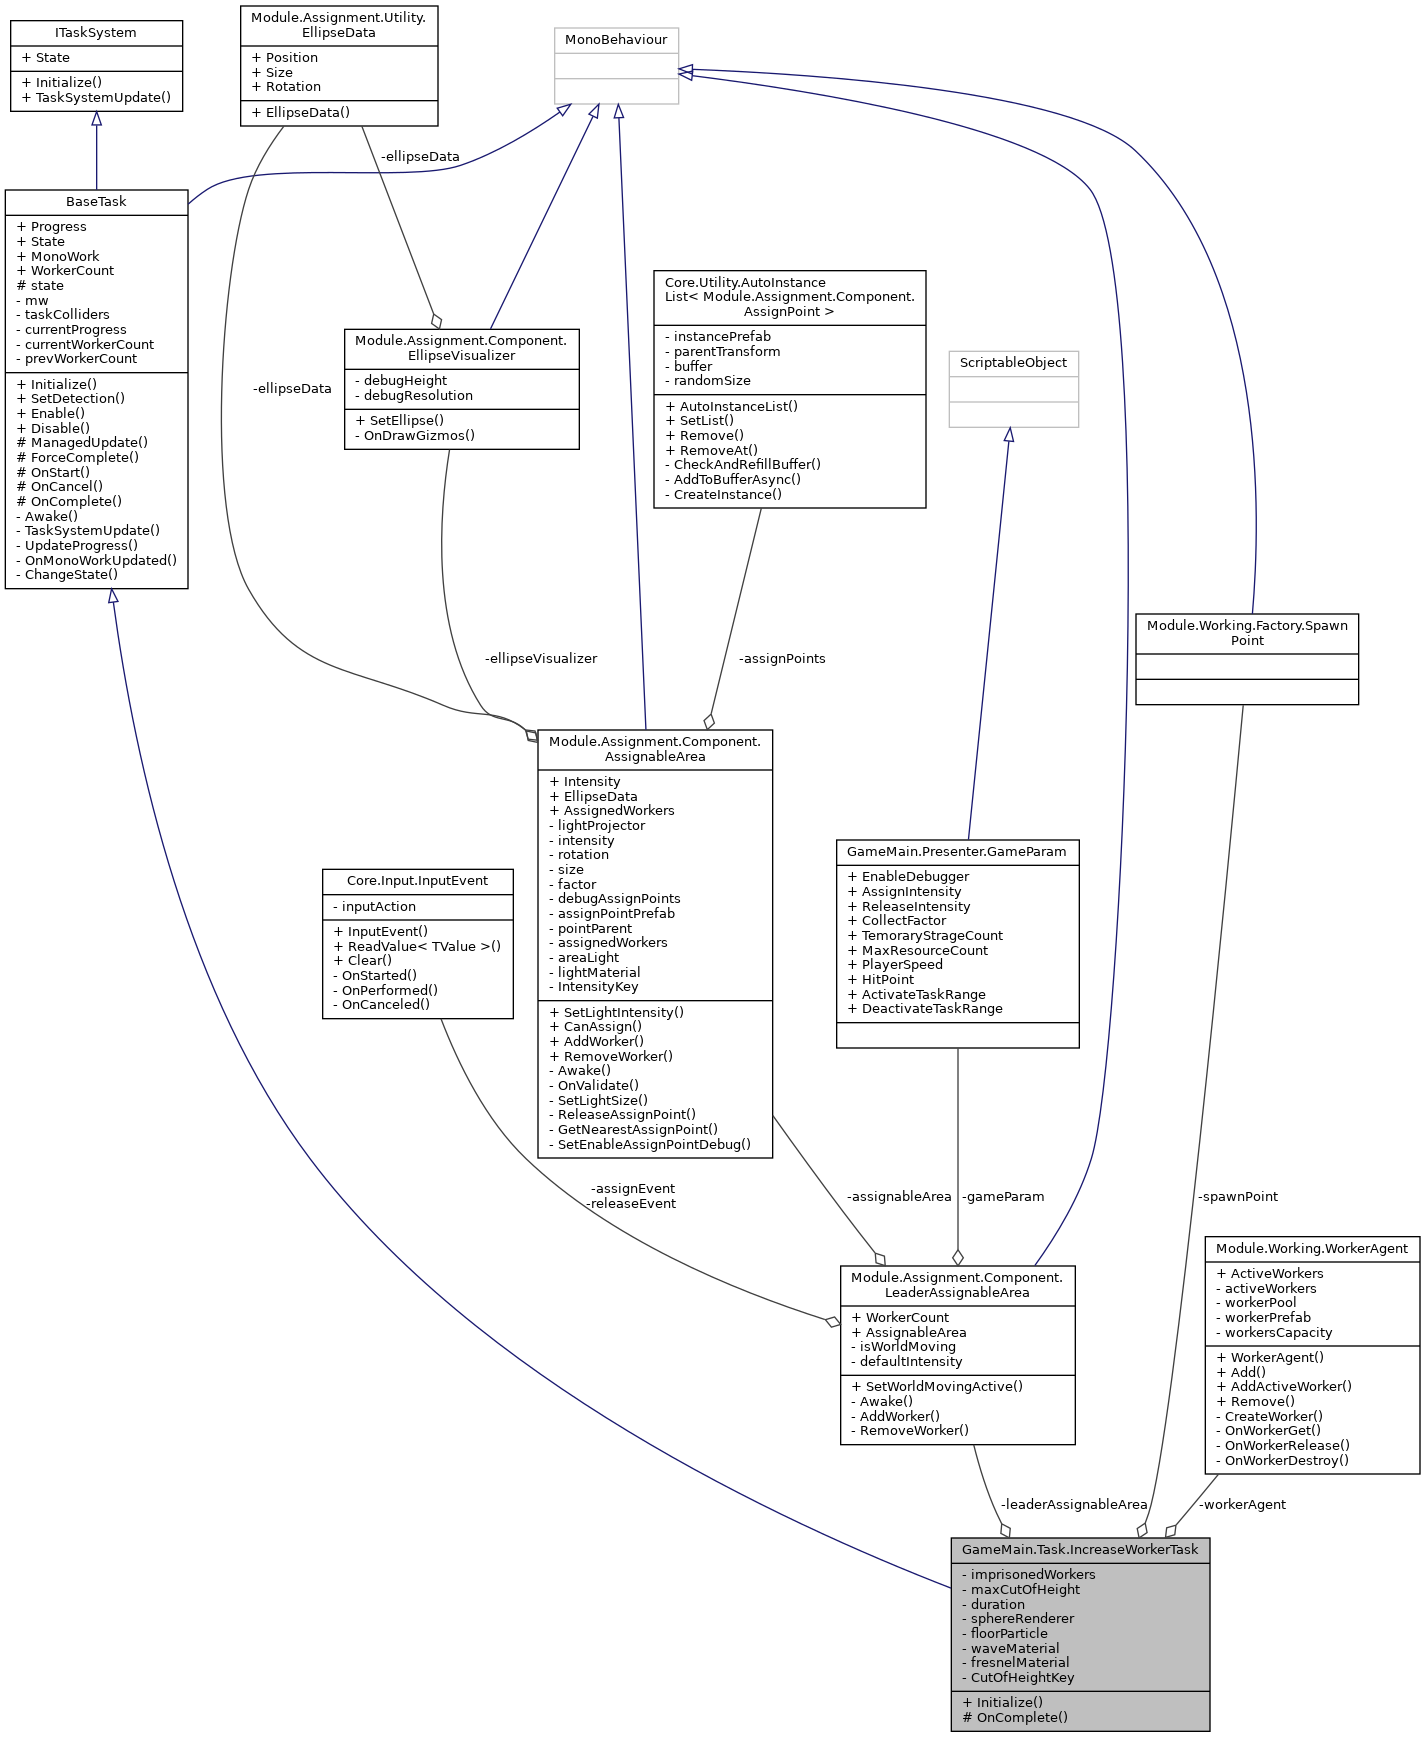 ITaskSystem
+ State
+ Initialize()
+ TaskSystemUpdate()
Module.Assignment.Utility.
EllipseData
+ Position
+ Size
+ Rotation
+ EllipseData()
MonoBehaviour
-ellipseData
BaseTask
+ Progress
+ State
+ MonoWork
+ WorkerCount
# state
- mw
- taskColliders
- currentProgress
- currentWorkerCount
- prevWorkerCount
+ Initialize()
+ SetDetection()
+ Enable()
+ Disable()
# ManagedUpdate()
# ForceComplete()
# OnStart()
# OnCancel()
# OnComplete()
- Awake()
- TaskSystemUpdate()
- UpdateProgress()
- OnMonoWorkUpdated()
- ChangeState()
-ellipseData
Module.Assignment.Component.
EllipseVisualizer
- debugHeight
- debugResolution
+ SetEllipse()
- OnDrawGizmos()
Core.Utility.AutoInstance
List< Module.Assignment.Component.
AssignPoint >
- instancePrefab
- parentTransform
- buffer
- randomSize
+ AutoInstanceList()
+ SetList()
+ Remove()
+ RemoveAt()
- CheckAndRefillBuffer()
- AddToBufferAsync()
- CreateInstance()
ScriptableObject
Module.Working.Factory.Spawn
Point
-ellipseVisualizer
-assignPoints
Module.Assignment.Component.
AssignableArea
+ Intensity
+ EllipseData
+ AssignedWorkers
- lightProjector
- intensity
- rotation
- size
- factor
- debugAssignPoints
- assignPointPrefab
- pointParent
- assignedWorkers
- areaLight
- lightMaterial
- IntensityKey
+ SetLightIntensity()
+ CanAssign()
+ AddWorker()
+ RemoveWorker()
- Awake()
- OnValidate()
- SetLightSize()
- ReleaseAssignPoint()
- GetNearestAssignPoint()
- SetEnableAssignPointDebug()
Core.Input.InputEvent
- inputAction
+ InputEvent()
+ ReadValue< TValue >()
+ Clear()
- OnStarted()
- OnPerformed()
- OnCanceled()
GameMain.Presenter.GameParam
+ EnableDebugger
+ AssignIntensity
+ ReleaseIntensity
+ CollectFactor
+ TemoraryStrageCount
+ MaxResourceCount
+ PlayerSpeed
+ HitPoint
+ ActivateTaskRange
+ DeactivateTaskRange
-assignEvent
-releaseEvent
-assignableArea
-gameParam
-spawnPoint
Module.Assignment.Component.
LeaderAssignableArea
+ WorkerCount
+ AssignableArea
- isWorldMoving
- defaultIntensity
+ SetWorldMovingActive()
- Awake()
- AddWorker()
- RemoveWorker()
Module.Working.WorkerAgent
+ ActiveWorkers
- activeWorkers
- workerPool
- workerPrefab
- workersCapacity
+ WorkerAgent()
+ Add()
+ AddActiveWorker()
+ Remove()
- CreateWorker()
- OnWorkerGet()
- OnWorkerRelease()
- OnWorkerDestroy()
-leaderAssignableArea
-workerAgent
GameMain.Task.IncreaseWorkerTask
- imprisonedWorkers
- maxCutOfHeight
- duration
- sphereRenderer
- floorParticle
- waveMaterial
- fresnelMaterial
- CutOfHeightKey
+ Initialize()
# OnComplete()